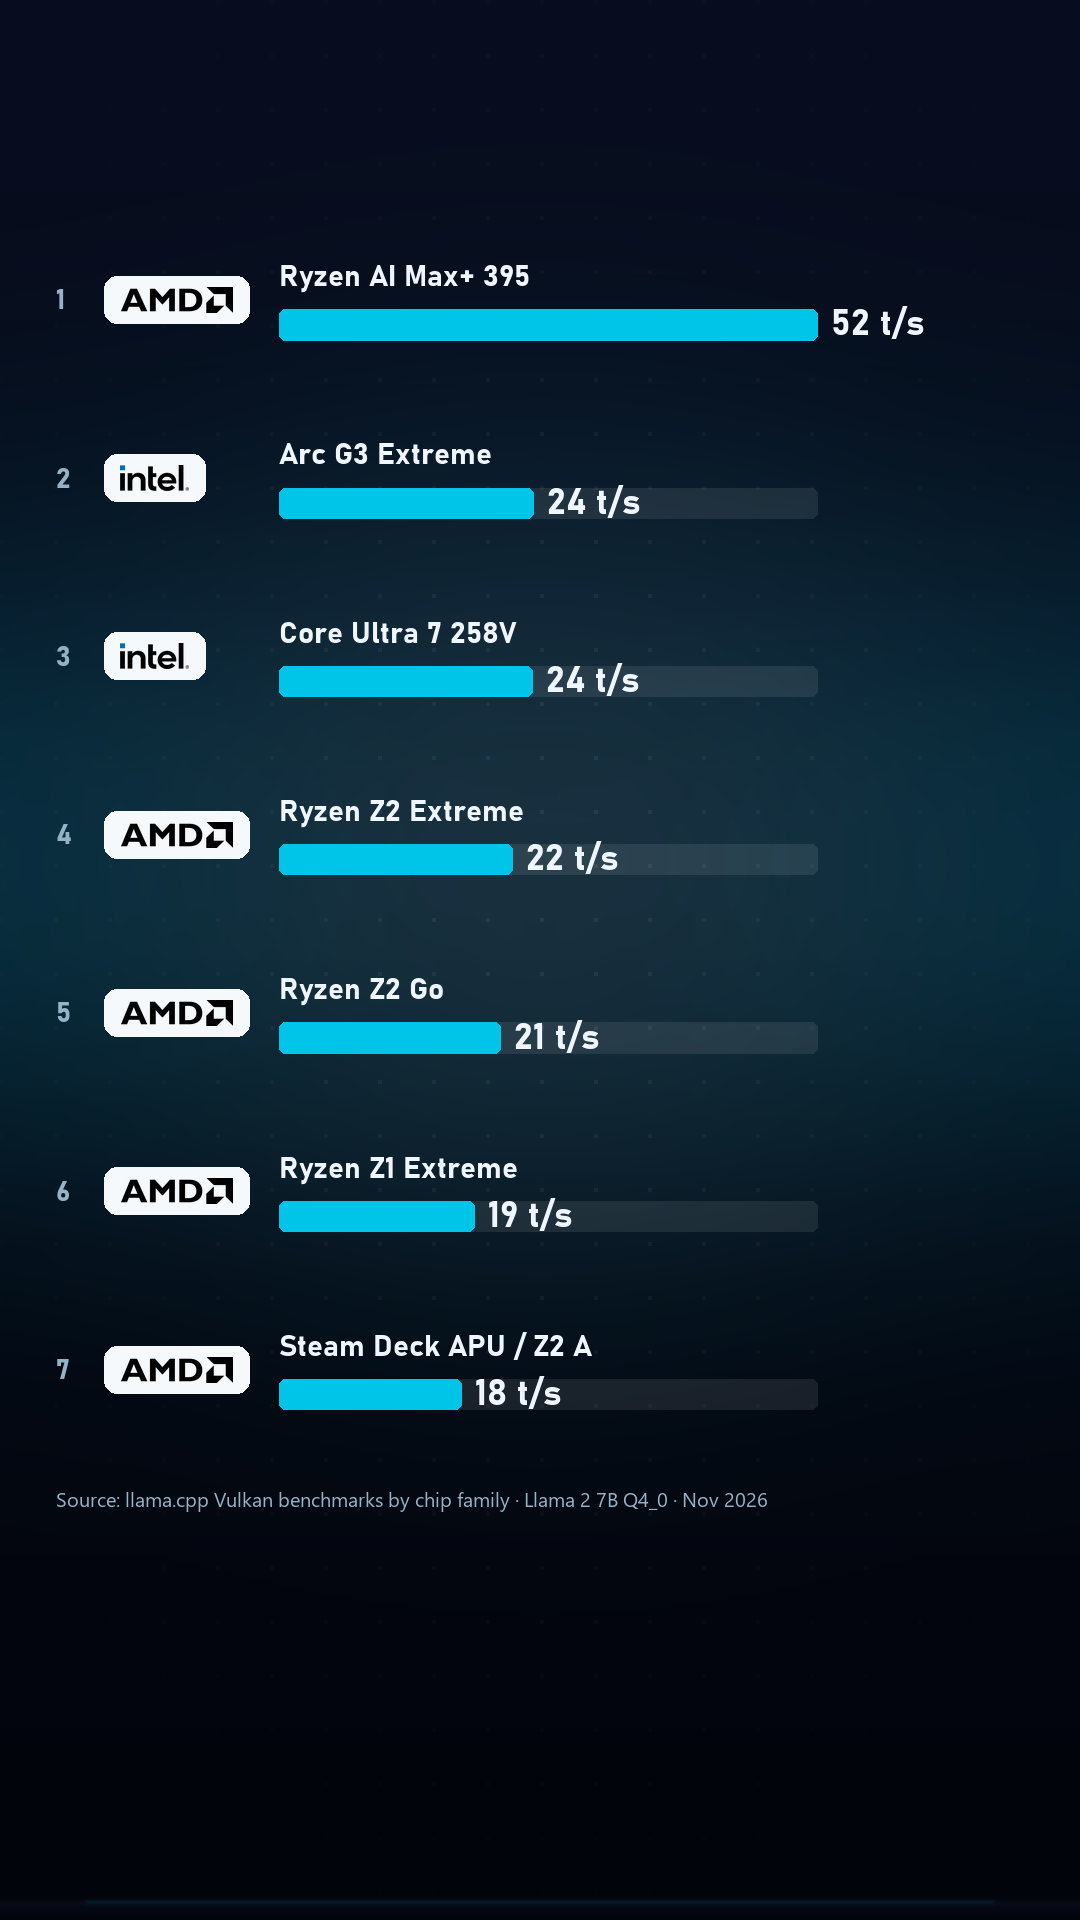 1
AMD
Ryzen AI Max+ 395
52 t/s
2
intel.
Arc G3 Extreme
24 t/s
3
intel.
Core Ultra 7 258V
24 t/s
4
AMD
Ryzen Z2 Extreme
22 t/s
5
AMD
Ryzen Z2 Go
21 t/s
6
AMD
Ryzen Z1 Extreme
19 t/s
7
AMD
Steam Deck APU / Z2 A
18 t/s
Source: llama.cpp Vulkan benchmarks by chip family · Llama 2 7B Q4_0 · Nov 2026